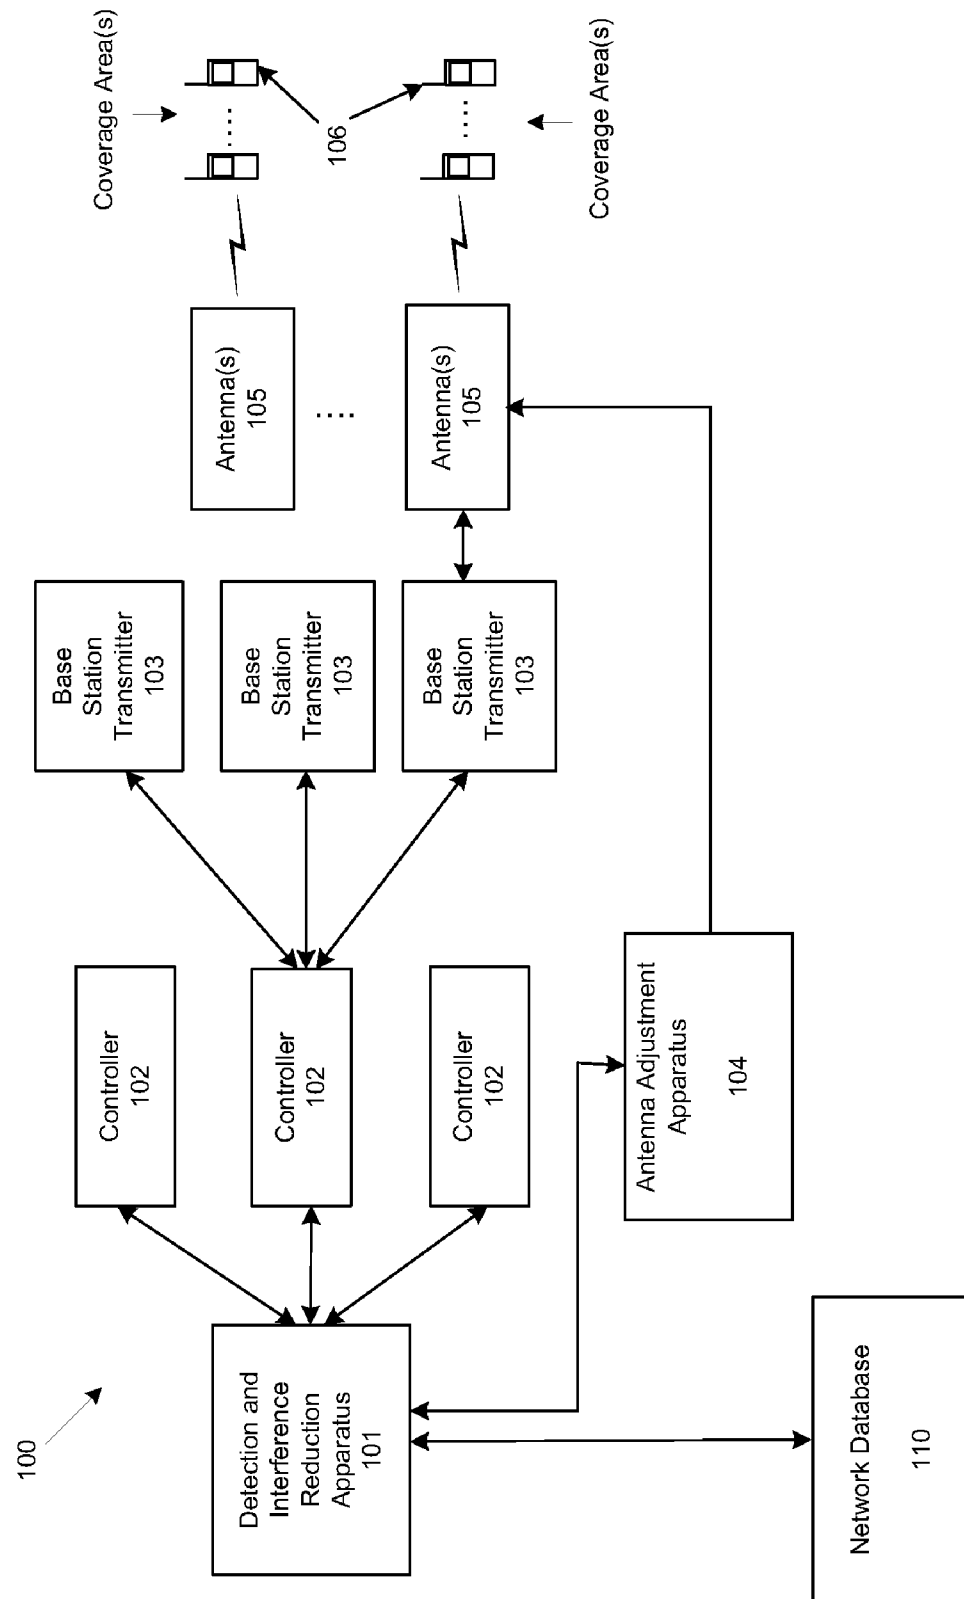 100
Detection and
Interference
Reduction
Apparatus
101
Controller
102
Controller
102
Controller
102
Base
Station
Transmitter
103
Base
Station
Transmitter
103
Base
Station
Transmitter
103
Antenna(s)
105
....
Antenna(s)
105
Coverage Area(s)
....
106
....
Coverage Area(s)
Antenna Adjustment
Apparatus
104
Network Database
110